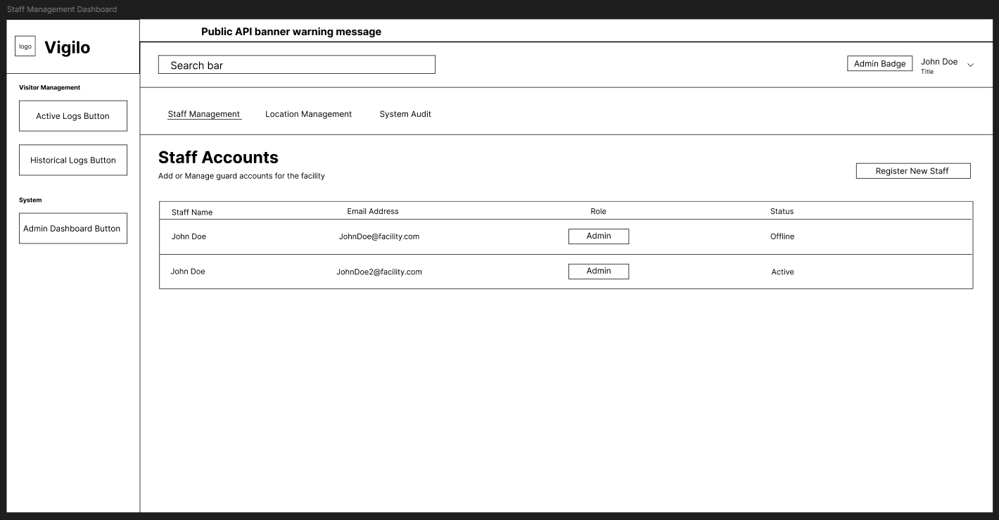 Staff Management Dashboard
logo
Vigilo
Public API banner warning message
Search bar
Admin Badge
John Doe
Title
Visitor Management
Active Logs Button
Historical Logs Button
System
Admin Dashboard Button
Staff Management
Location Management
System Audit
Staff Accounts
Add or Manage guard accounts for the facility
Register New Staff
Staff Name
Email Address
Role
Status
John Doe
JohnDoe@facility.com
Admin
Offline
John Doe
JohnDoe2@facility.com
Admin
Active